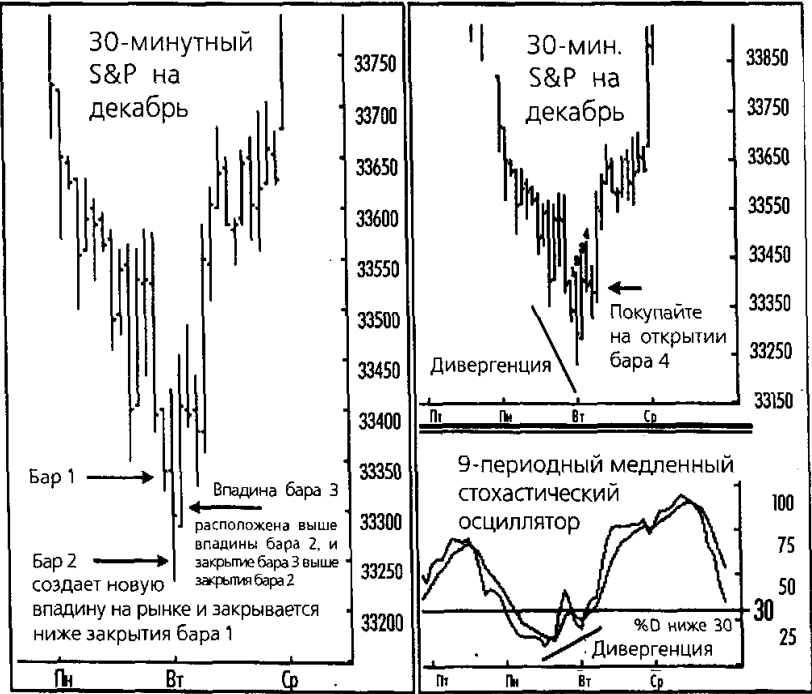 30-минутный
S&P на
декабрь
33750
33700
33650
33600
33550
33500
33450
33400
33350
33300
33250
33200
Бар 1
Впадина бара 3
расположена выше
впадины бара 2, и
закрытие бара 3 выше
закрытия бара 2
Бар 2
создает новую
впадину на рынке и закрывается
ниже закрытия бара 1
Пн
Вт
Ср
30-мин.
S&P на
декабрь
33850
33750
33650
33550
33450
33350
33250
33150
4
3
2
Покупайте
на открытии
бара 4
Дивергенция
Пт
Пн
Вт
Ср
9-периодный медленный
стохастический
осциллятор
100
75
50
30
25
%D ниже 30
Дивергенция
Пт
Пн
Вт
Ср